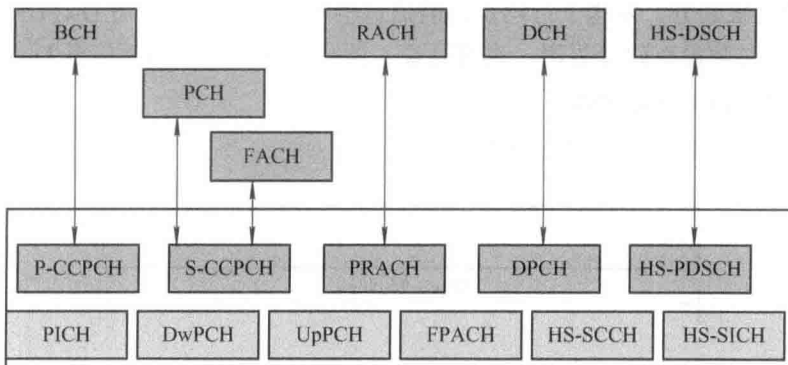 BCH
RACH
DCH
HS-DSCH
PCH
FACH
P-CCPCH
S-CCPCH
PRACH
DPCH
HS-PDSCH
PICH
DwPCH
UpPCH
FPACH
HS-SCCH
HS-SICH